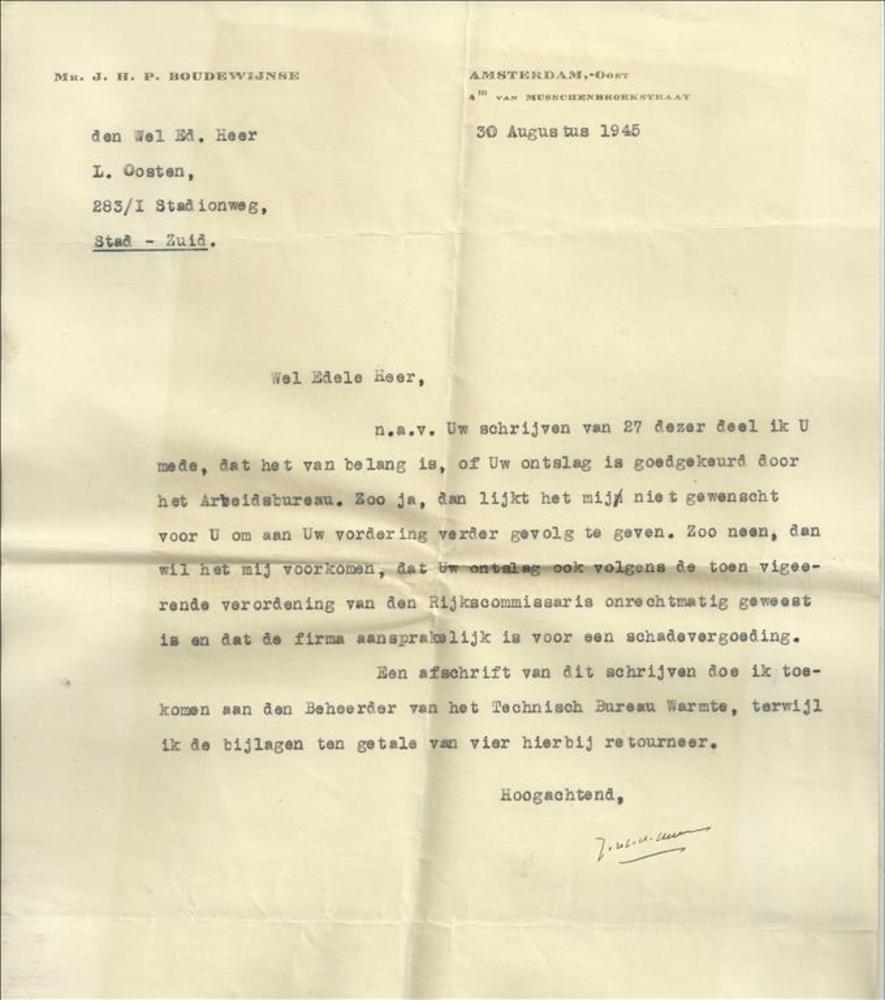 MR. J. H. P. BOUDEWIJNSE
AMSTERDAM,-OOST
4III VAN MUSSCHENBROEKSTRAAT
30 Augustus 1945
den Wel Ed. Heer
L. Oosten,
283/I Stadionweg,
Stad - Zuid.
Wel Edele Heer,
n.a.v. Uw schrijven van 27 dezer deel ik U
mede, dat het van belang is, of Uw ontslag is goedgekeurd door
het Arbeidsbureau. Zoo ja, dan lijkt het mij niet gewenscht
voor U om aan Uw vordering verder gevolg te geven. Zoo neen, dan
wil het mij voorkomen, dat Uw ontslag ook volgens de toen vigee-
rende verordening van den Rijkscommissaris onrechtmatig geweest
is en dat de firma aansprakelijk is voor een schadevergoeding.
Een afschrift van dit schrijven doe ik toe-
komen aan den Beheerder van het Technisch Bureau Warmte, terwijl
ik de bijlagen ten getale van vier hierbij retourneer.
Hoogachtend,